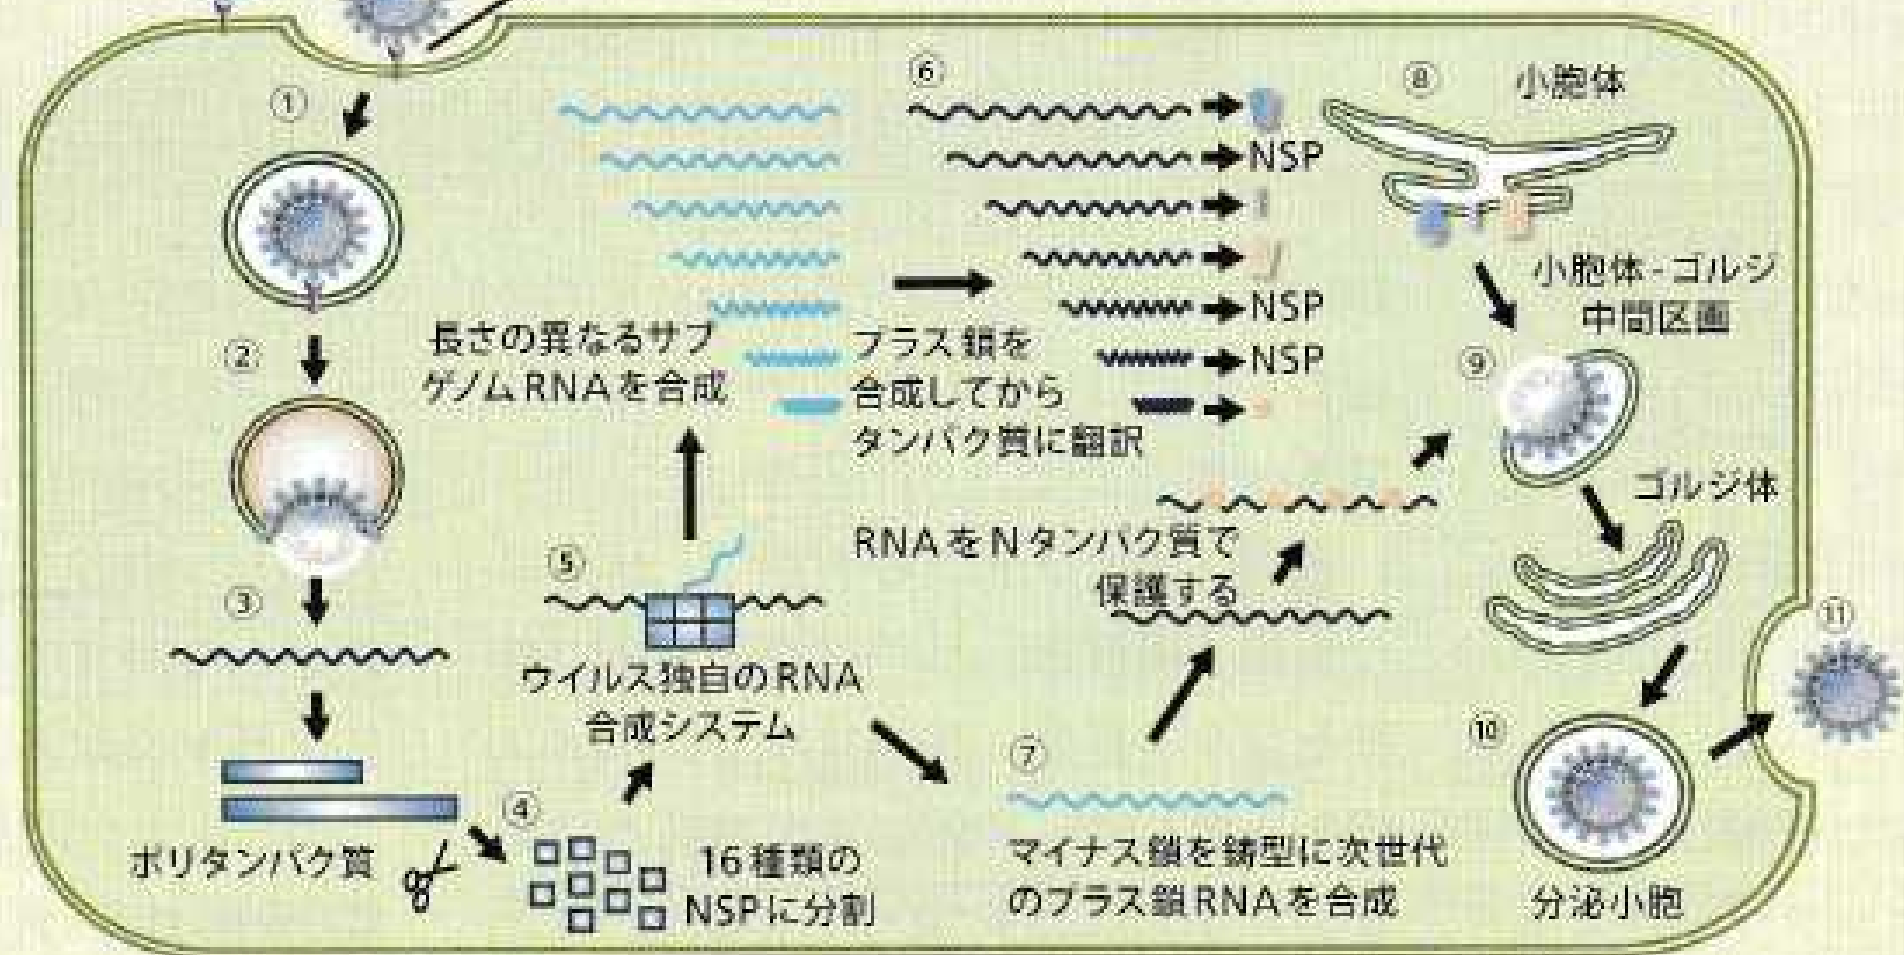 ①
②
③
ポリタンパク質
④
16種類の
NSPに分割
⑤
ウイルス独自のRNA
合成システム
長さの異なるサブ
ゲノムRNAを合成
⑥
NSP
NSP
NSP
プラス鎖を
合成してから
タンパク質に翻訳
⑦
マイナス鎖を鋳型に次世代
のプラス鎖RNAを合成
RNAをNタンパク質で
保護する
⑧
小胞体
小胞体-ゴルジ
中間区画
⑨
ゴルジ体
⑩
分泌小胞
⑪